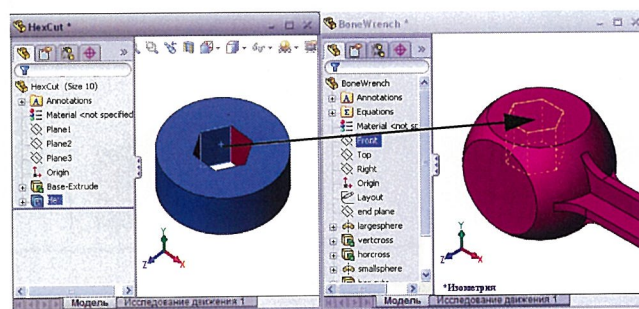 HexCut *
HexCut (Size 10)
Annotations
Material <not specified
Plane1
Plane2
Plane3
Origin
Base-Extrude
Hex
Y
Z
X
Модель
Исследование движения 1
BoneWrench *
BoneWrench
Annotations
Equations
Material <not sp
Front
Top
Right
Origin
Layout
end plane
largesphere
vertcross
horcross
smallsphere
Y
Z
X
*Изометрия
Модель
Исследование движения 1